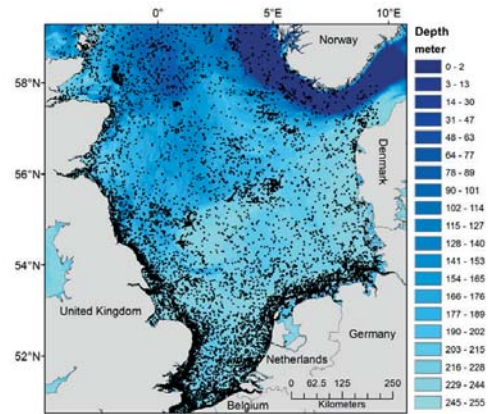 0°
5°E
10°E
58°N
56°N
54°N
52°N
Norway
Denmark
United Kingdom
Germany
Netherlands
Belgium
0 62.5 125 250
Kilometers
Depth
meter
0 - 2
3 - 13
14 - 30
31 - 47
48 - 63
64 - 77
78 - 89
90 - 101
102 - 114
115 - 127
128 - 140
141 - 153
154 - 165
166 - 176
177 - 189
190 - 202
203 - 215
216 - 228
229 - 244
245 - 255